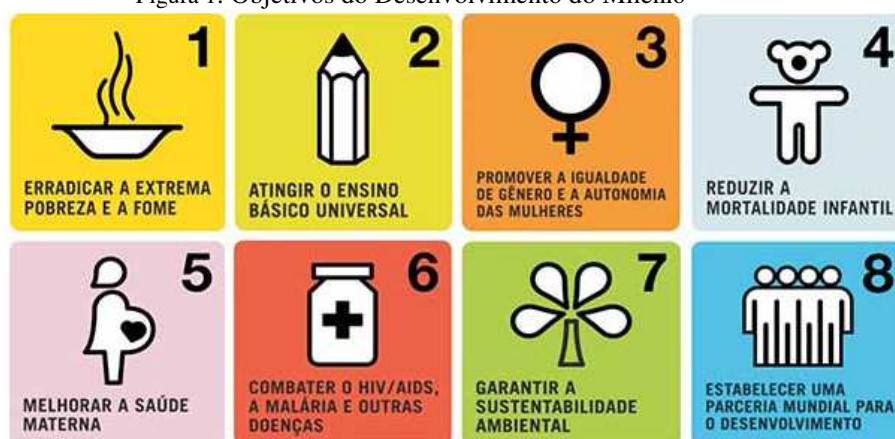 Figura 1: Objetivos do Desenvolvimento do Milênio
1
ERRADICAR A EXTREMA
POBREZA E A FOME
2
ATINGIR O ENSINO
BÁSICO UNIVERSAL
3
PROMOVER A IGUALDADE
DE GÊNERO E A AUTONOMIA
DAS MULHERES
4
REDUZIR A
MORTALIDADE INFANTIL
5
MELHORAR A SAÚDE
MATERNA
6
COMBATER O HIV/AIDS,
A MALÁRIA E OUTRAS
DOENÇAS
7
GARANTIR A
SUSTENTABILIDADE
AMBIENTAL
8
ESTABELECER UMA
PARCERIA MUNDIAL PARA
O DESENVOLVIMENTO